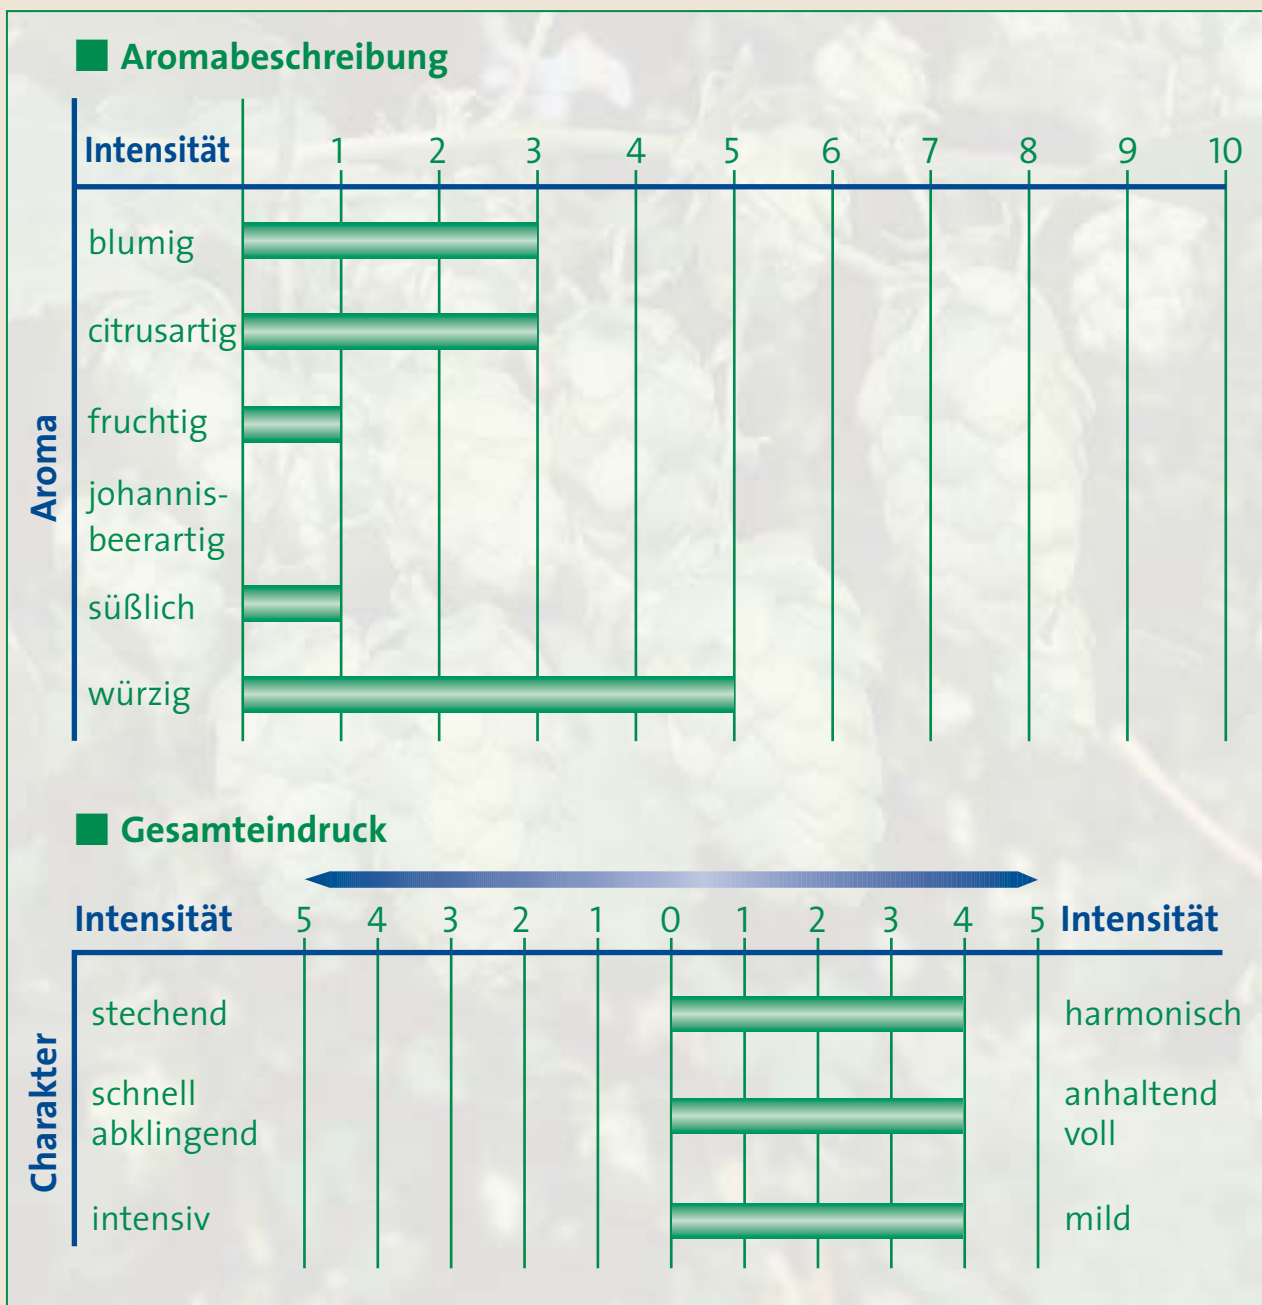 Aromabeschreibung
Intensität 1 2 3 4 5 6 7 8 9 10
Aroma
blumig
citrusartig
fruchtig
johannis-
beerartig
süßlich
würzig
Gesamteindruck
Intensität 5 4 3 2 1 0 1 2 3 4 5 Intensität
Charakter
stechend harmonisch
schnell anhaltend
abklingend voll
intensiv mild